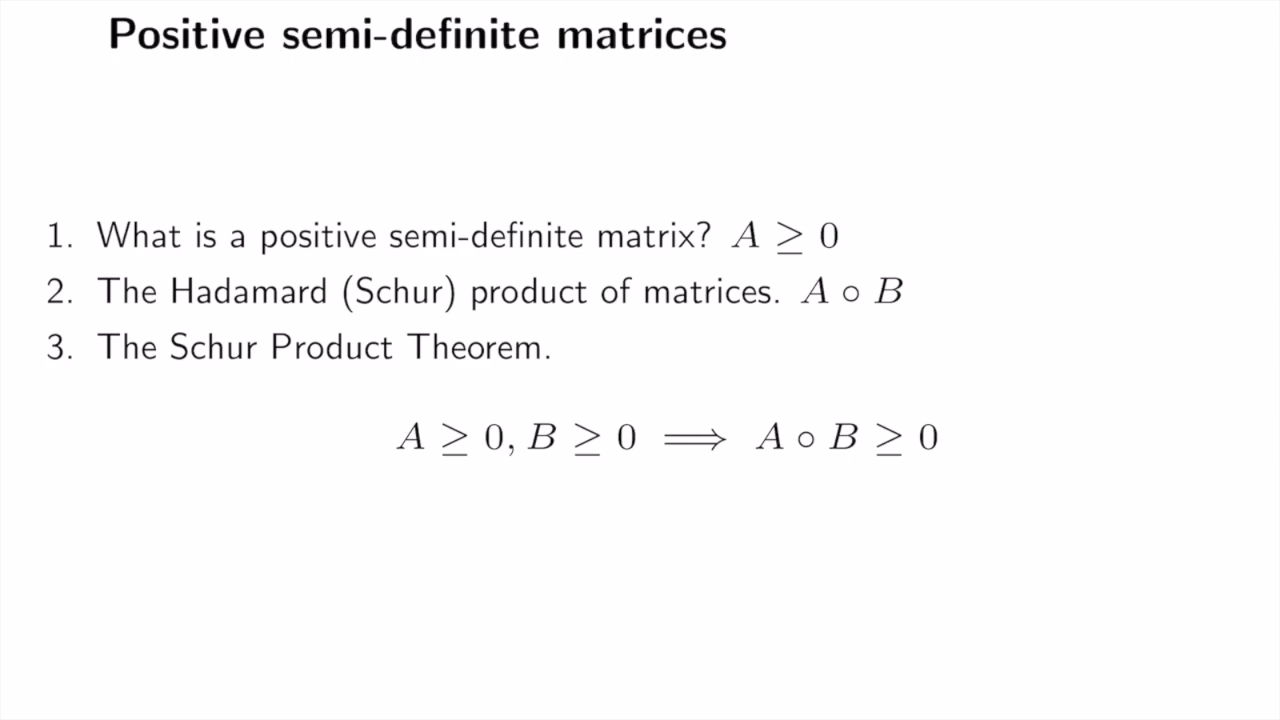 Positive semi-definite matrices
1. What is a positive semi-definite matrix? A ≥ 0
2. The Hadamard (Schur) product of matrices. A ∘ B
3. The Schur Product Theorem.
A ≥ 0, B ≥ 0 ⟹ A ∘ B ≥ 0